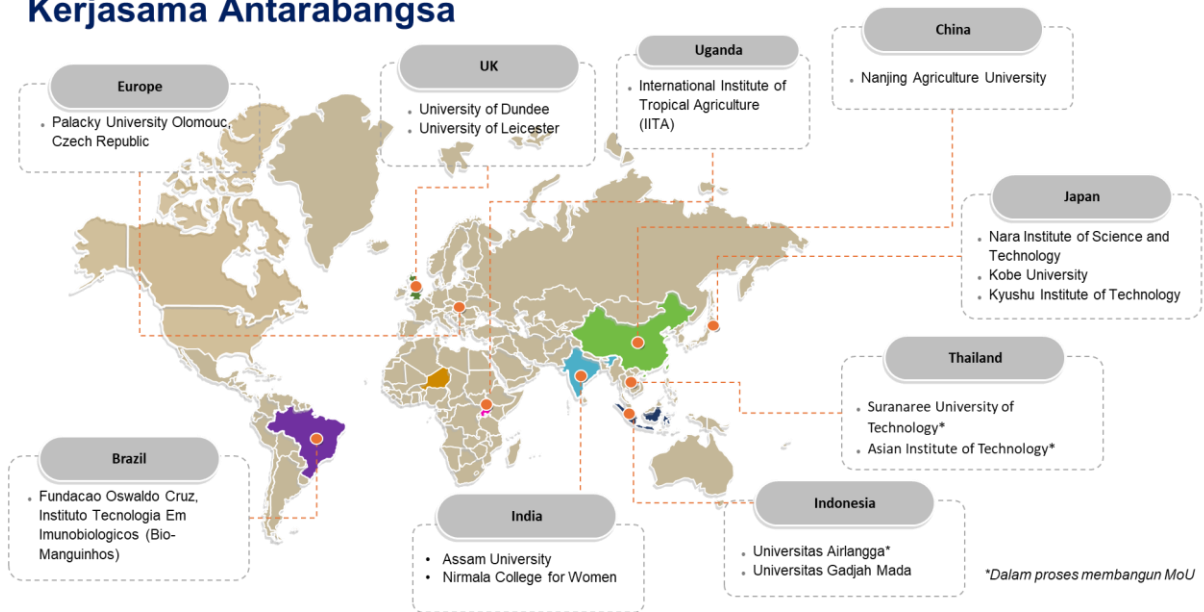 Kerjasama Antarabangsa
China
• Nanjing Agriculture University
Uganda
• International Institute of
Tropical Agriculture
(IITA)
UK
• University of Dundee
• University of Leicester
Europe
• Palacky University Olomouc,
Czech Republic
Japan
• Nara Institute of Science and
Technology
• Kobe University
• Kyushu Institute of Technology
Thailand
• Suranaree University of
Technology*
• Asian Institute of Technology*
Brazil
• Fundacao Oswaldo Cruz,
Instituto Tecnologia Em
Imunobiologicos (Bio-
Manguinhos)
India
• Assam University
• Nirmala College for Women
Indonesia
• Universitas Airlangga*
• Universitas Gadjah Mada
*Dalam proses membangun MoU